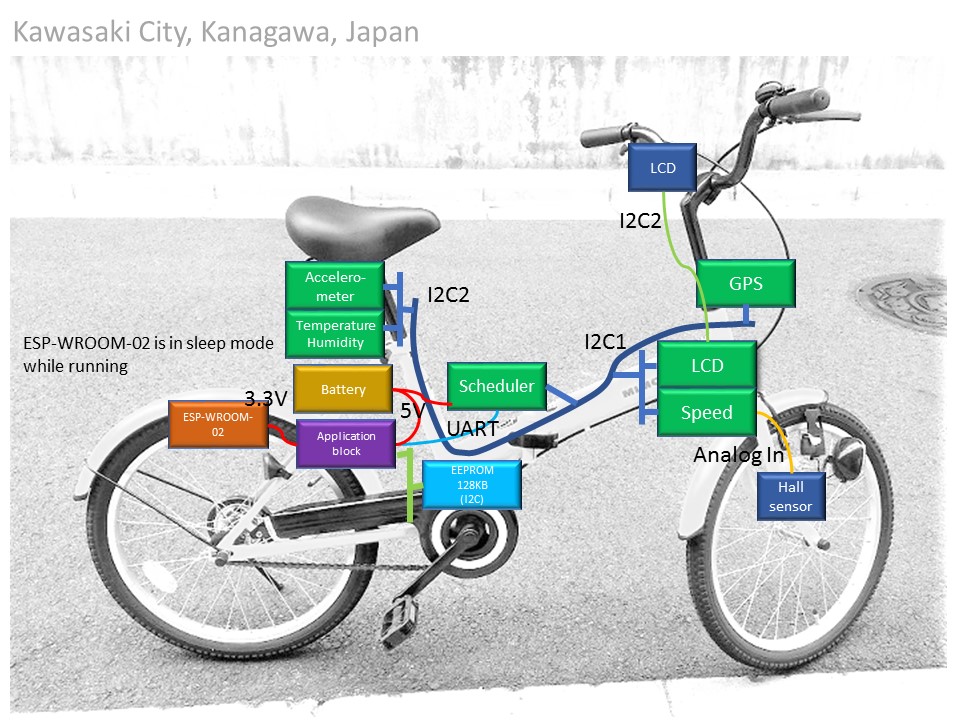 Kawasaki City, Kanagawa, Japan
LCD
I2C2
GPS
Accelero-
meter
I2C2
Temperature
Humidity
I2C1
ESP-WROOM-02 is in sleep mode
while running
LCD
Battery
Scheduler
3.3V
5V
Speed
ESP-WROOM-
02
Application
block
UART
Analog In
EEPROM
128KB
(I2C)
Hall
sensor